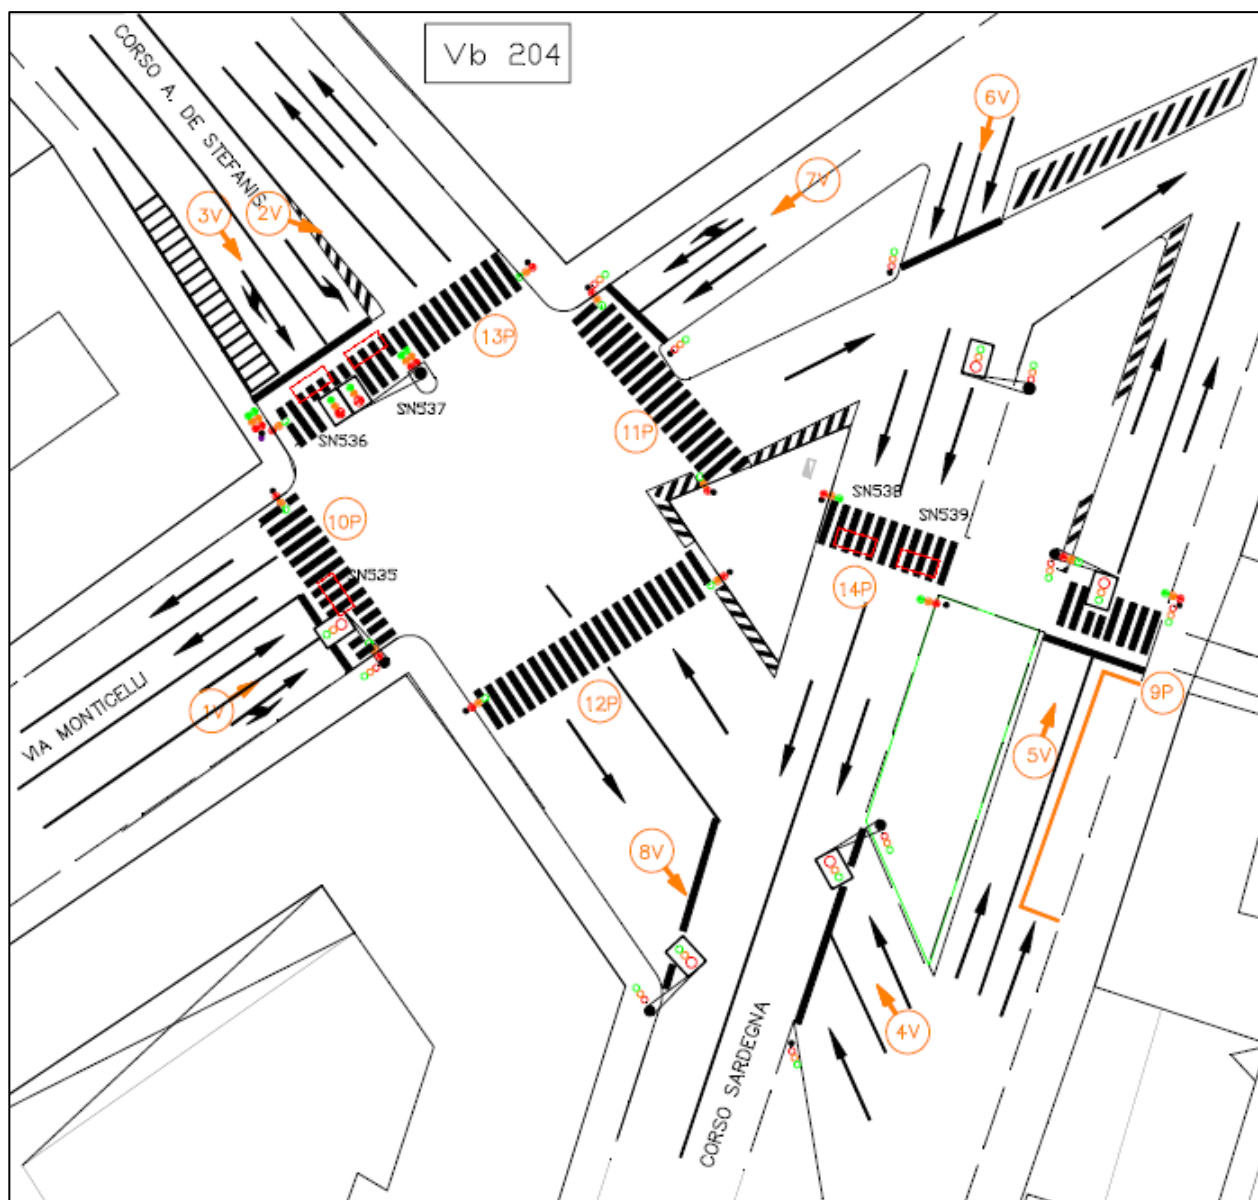 Vb 204
CORSO A. DE STEFANIS
6V
7V
3V
2V
13P
SN537
SN536
11P
10P
SN538
SN539
SN535
14P
12P
9P
VIA MONTICELLI
1V
5V
8V
4V
CORSO SARDEGNA